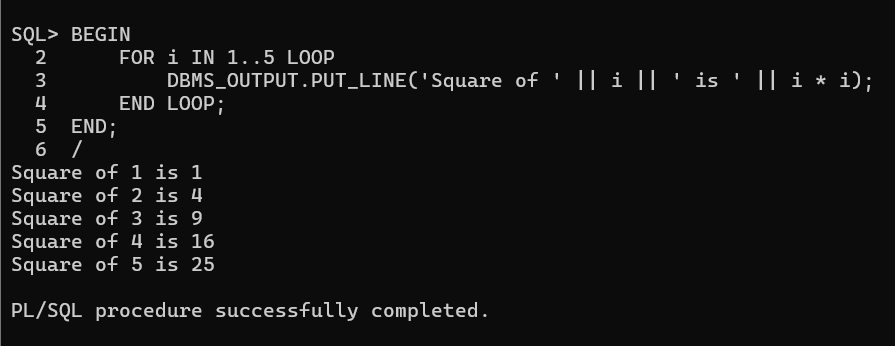 SQL> BEGIN
  2      FOR i IN 1..5 LOOP
  3          DBMS_OUTPUT.PUT_LINE('Square of ' || i || ' is ' || i * i);
  4      END LOOP;
  5  END;
  6  /
Square of 1 is 1
Square of 2 is 4
Square of 3 is 9
Square of 4 is 16
Square of 5 is 25
PL/SQL procedure successfully completed.